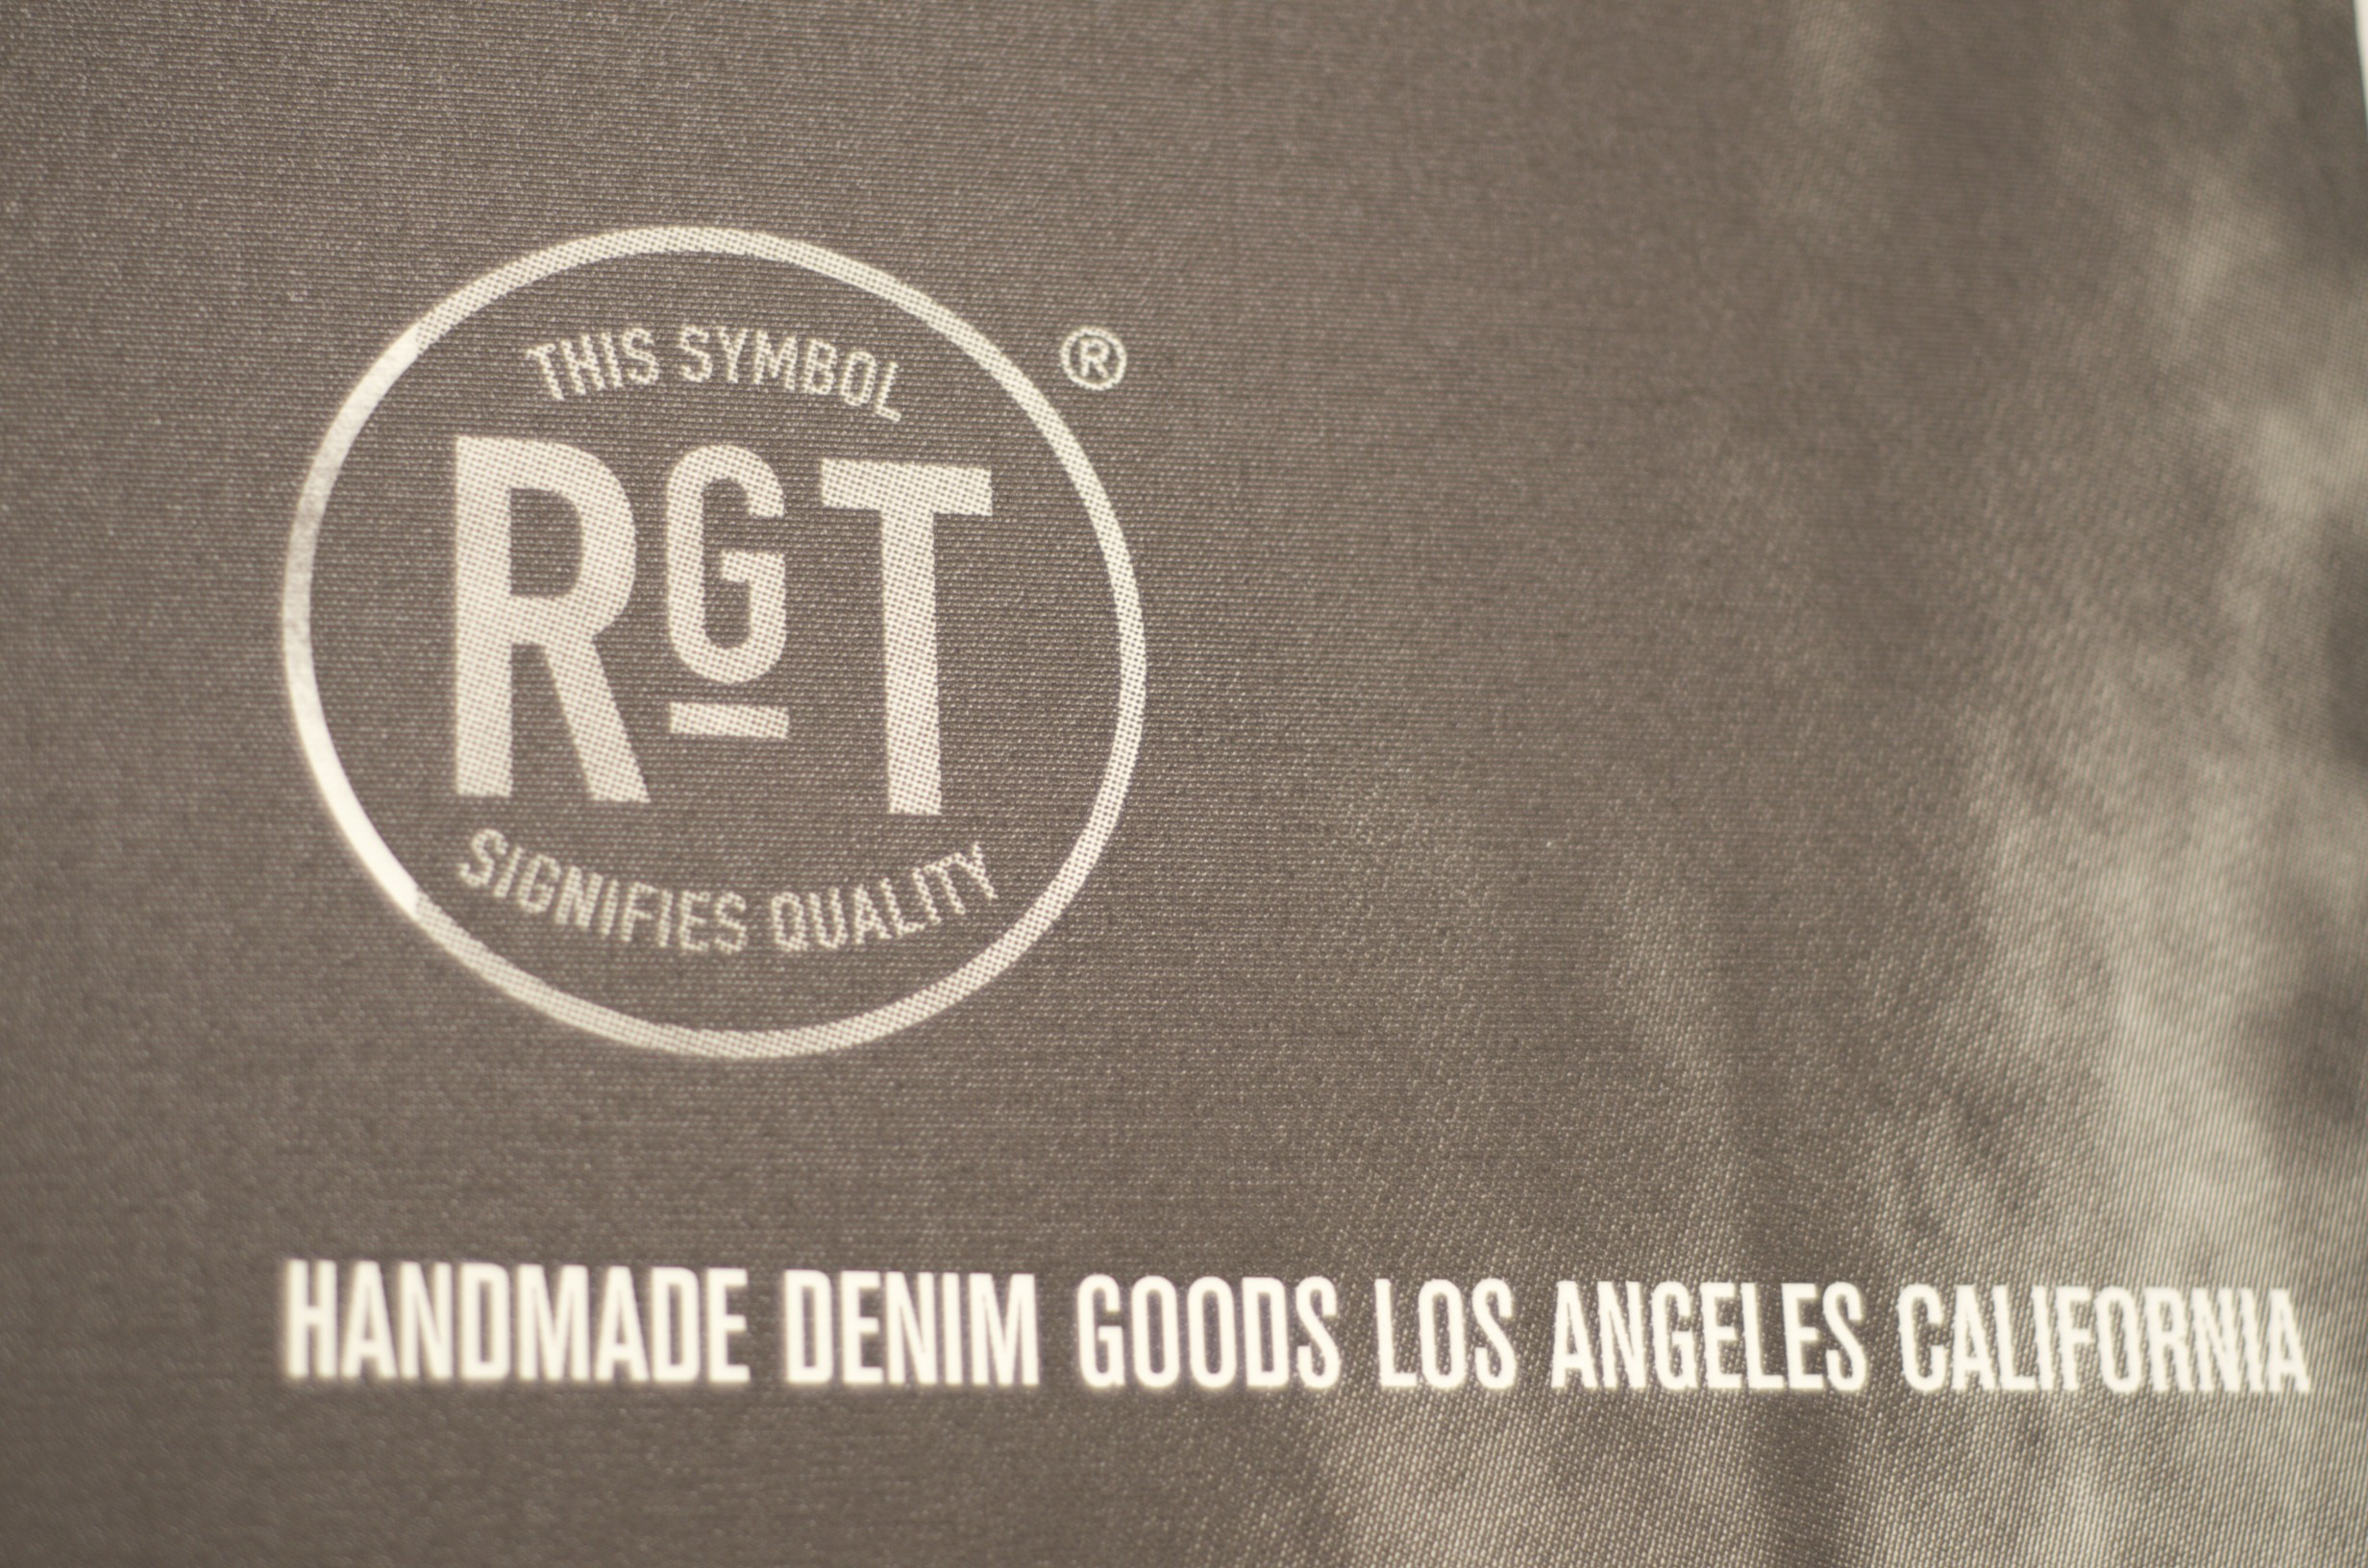 THIS SYMBOL
RGT
®
SIGNIFIES QUALITY
HANDMADE DENIM GOODS LOS ANGELES CALIFORNIA